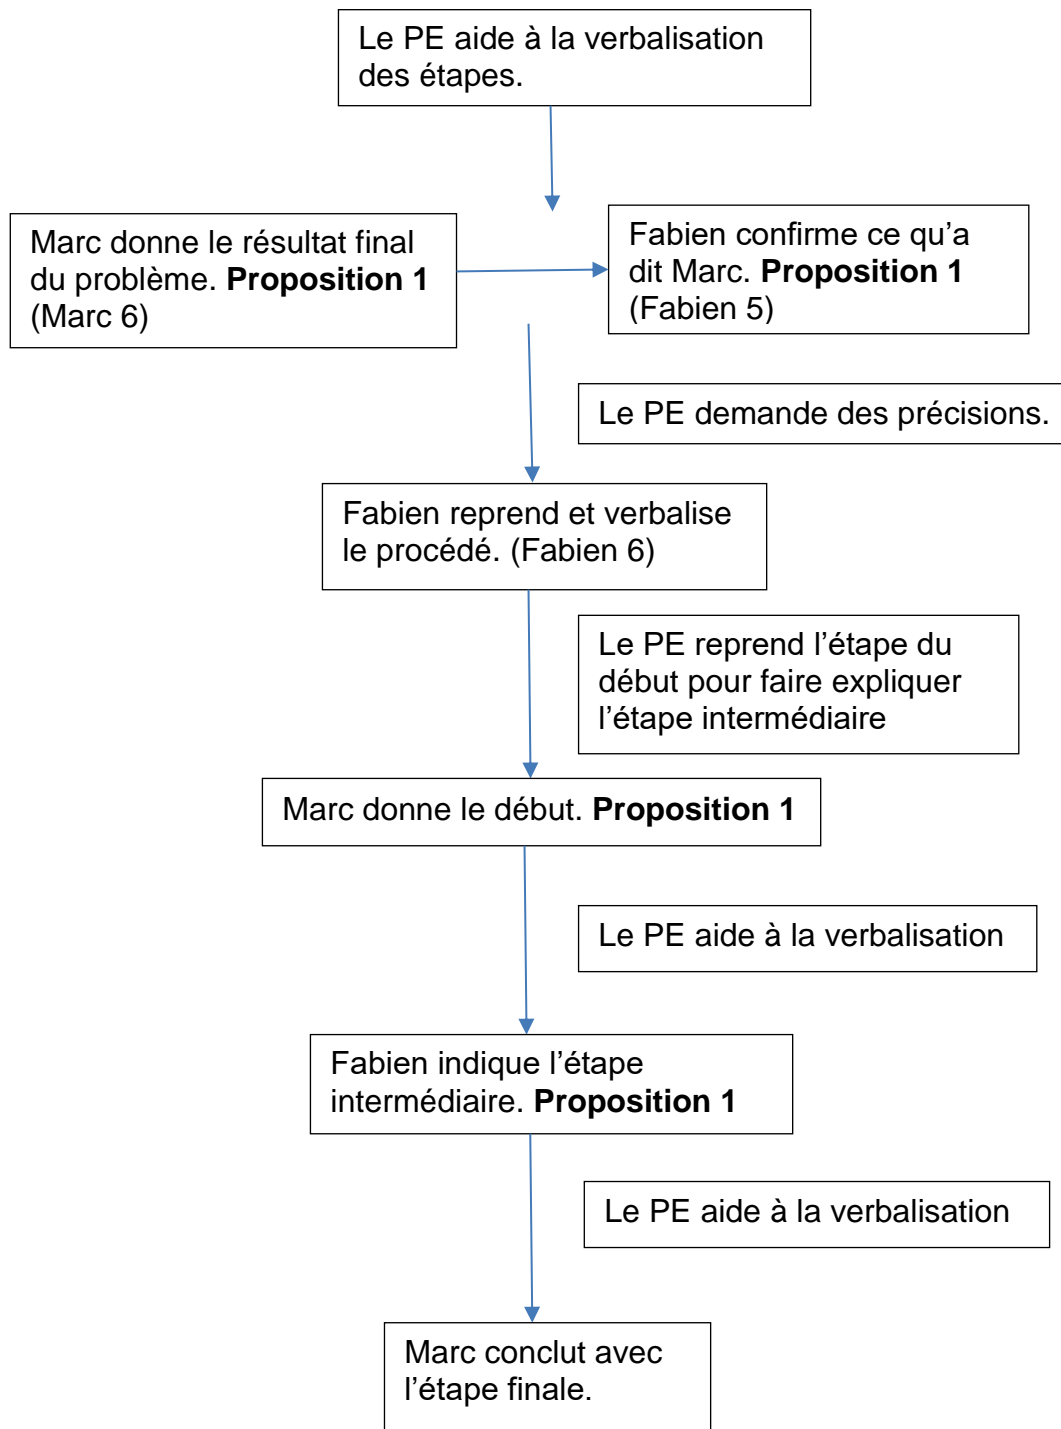 Le PE aide à la verbalisation
des étapes.
Marc donne le résultat final
du problème. Proposition 1
(Marc 6)
Fabien confirme ce qu’a
dit Marc. Proposition 1
(Fabien 5)
Le PE demande des précisions.
Fabien reprend et verbalise
le procédé. (Fabien 6)
Le PE reprend l’étape du
début pour faire expliquer
l’étape intermédiaire
Marc donne le début. Proposition 1
Le PE aide à la verbalisation
Fabien indique l’étape
intermédiaire. Proposition 1
Le PE aide à la verbalisation
Marc conclut avec
l’étape finale.